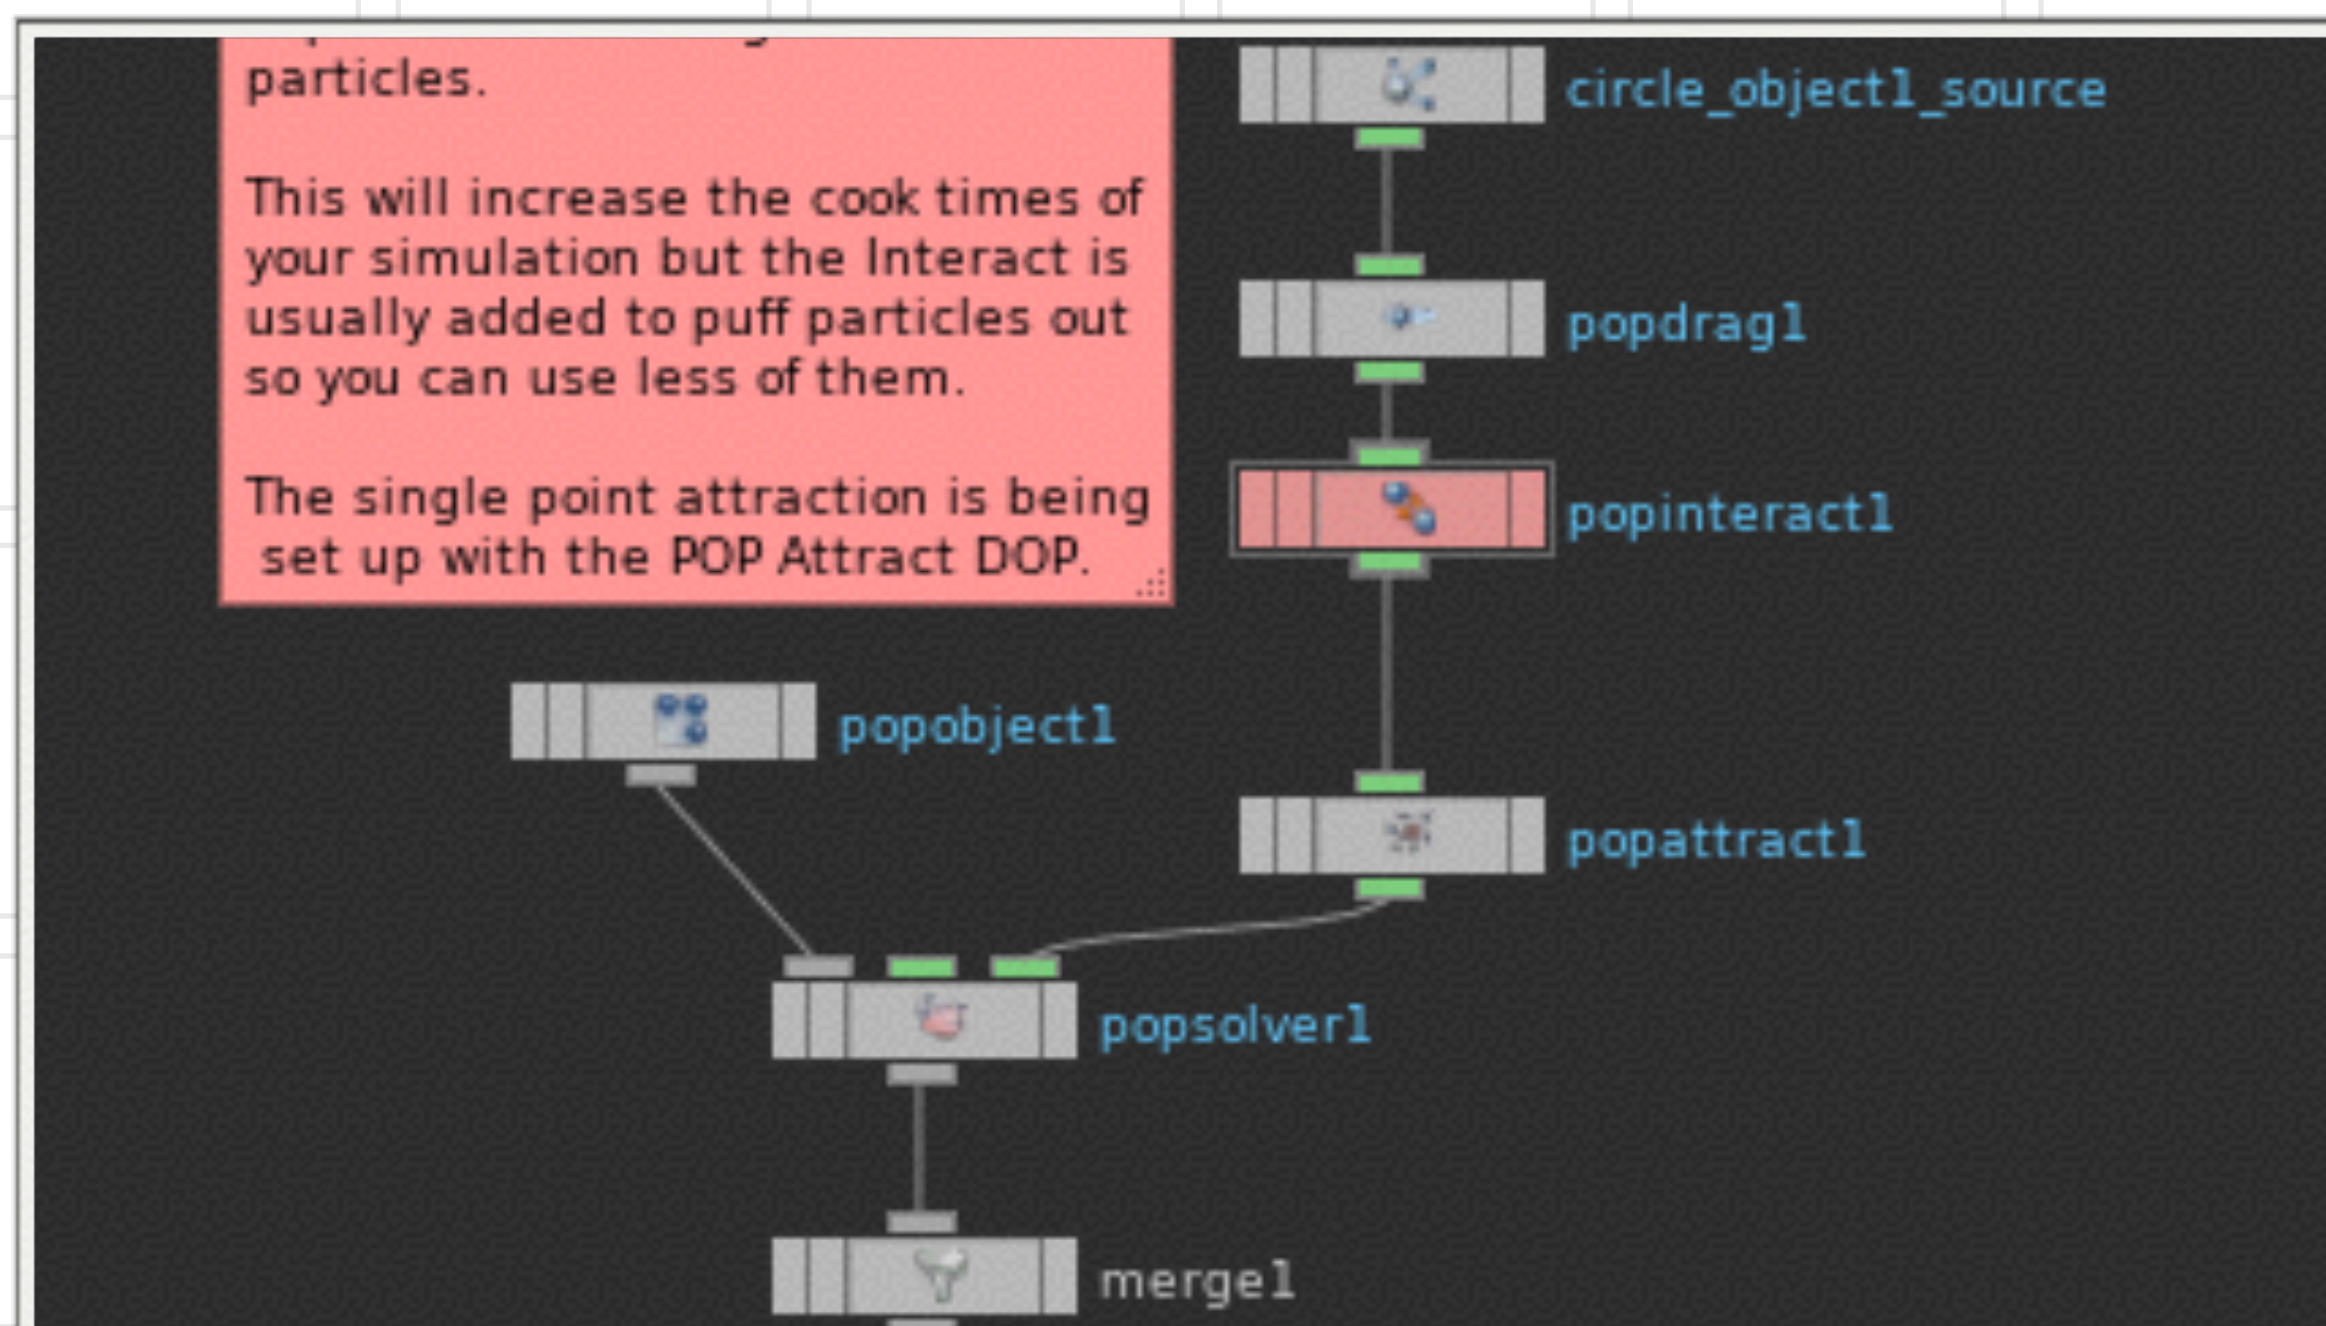 particles.
This will increase the cook times of
your simulation but the Interact is
usually added to puff particles out
so you can use less of them.
The single point attraction is being
set up with the POP Attract DOP.
circle_object1_source
popdrag1
popinteract1
popobject1
popattract1
popsolver1
merge1